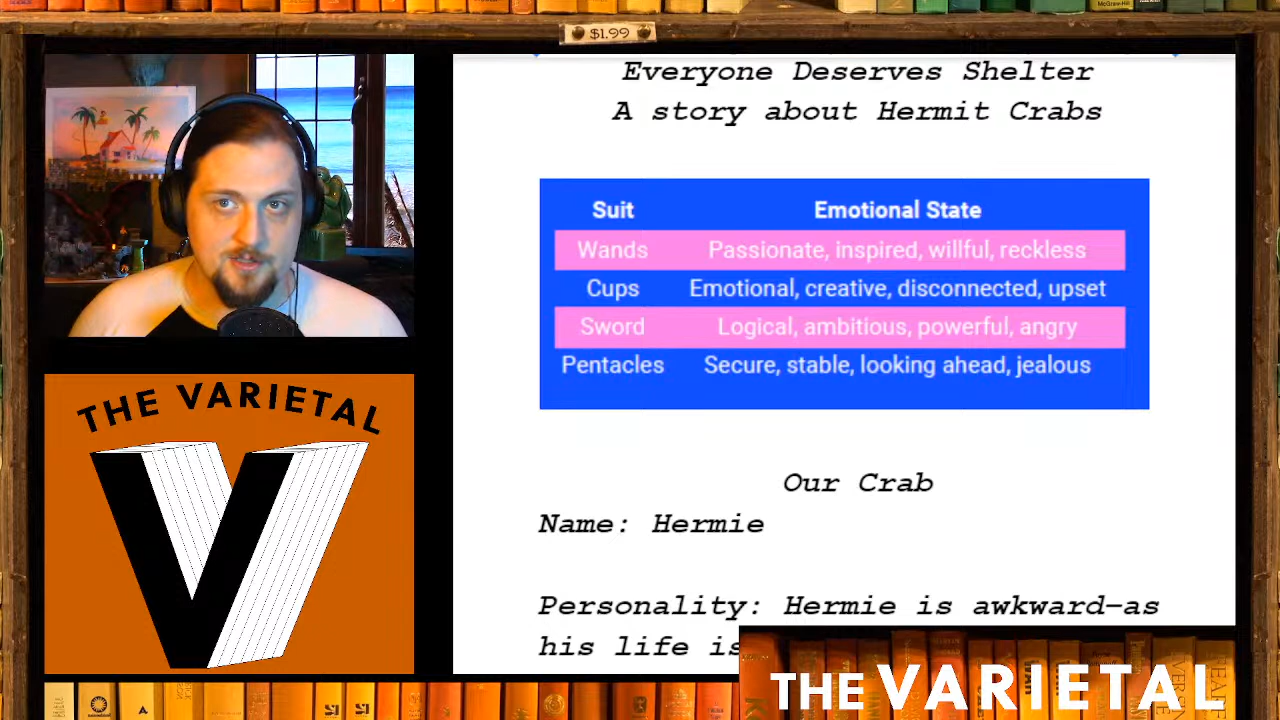 $1.99
Everyone Deserves Shelter
A story about Hermit Crabs
Suit Emotional State
Wands Passionate, inspired, willful, reckless
Cups Emotional, creative, disconnected, upset
Sword Logical, ambitious, powerful, angry
Pentacles Secure, stable, looking ahead, jealous
Our Crab
Name: Hermie
Personality: Hermie is awkward—as
his life is
THE VARIETAL
THE VARIETAL